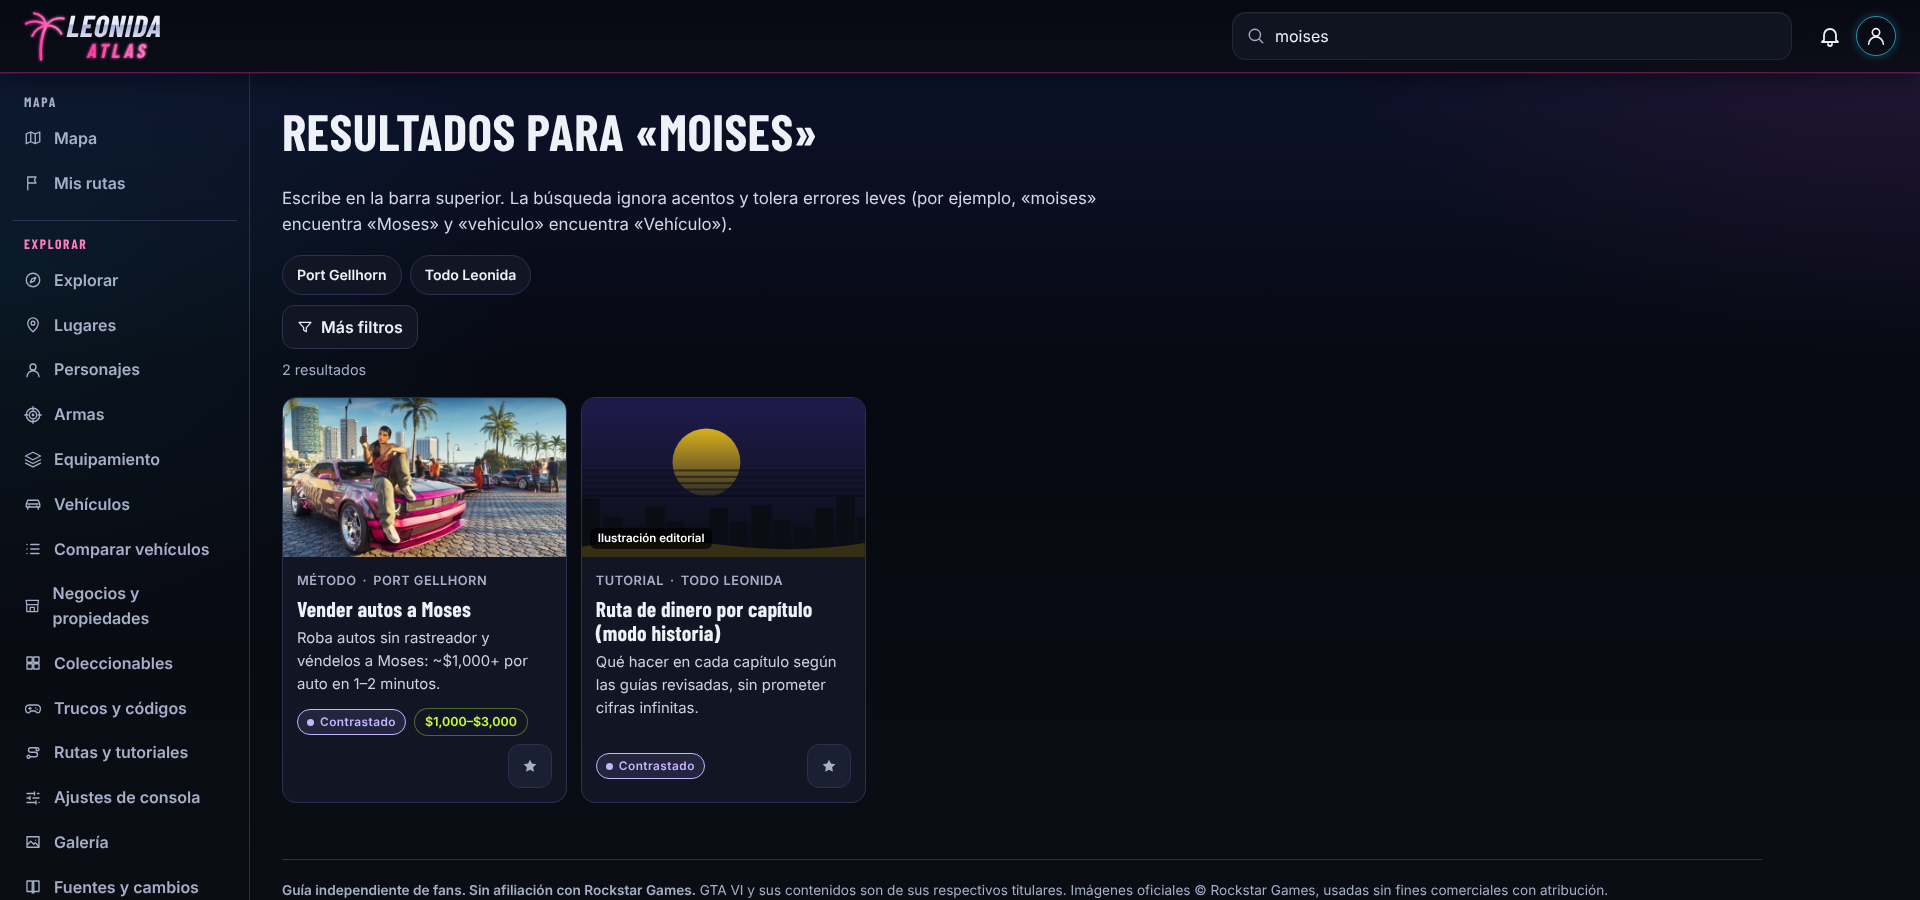 LEONIDA
ATLAS
moises
MAPA
Mapa
Mis rutas
EXPLORAR
Explorar
Lugares
Personajes
Armas
Equipamiento
Vehículos
Comparar vehículos
Negocios y
propiedades
Coleccionables
Trucos y códigos
Rutas y tutoriales
Ajustes de consola
Galería
Fuentes y cambios
RESULTADOS PARA «MOISES»
Escribe en la barra superior. La búsqueda ignora acentos y tolera errores leves (por ejemplo, «moises»
encuentra «Moses» y «vehiculo» encuentra «Vehículo»).
Port Gellhorn
Todo Leonida
Más filtros
2 resultados
MÉTODO · PORT GELLHORN
Vender autos a Moses
Roba autos sin rastreador y
véndelos a Moses: ~$1,000+ por
auto en 1–2 minutos.
Contrastado
$1,000–$3,000
Ilustración editorial
TUTORIAL · TODO LEONIDA
Ruta de dinero por capítulo
(modo historia)
Qué hacer en cada capítulo según
las guías revisadas, sin prometer
cifras infinitas.
Contrastado
Guía independiente de fans. Sin afiliación con Rockstar Games. GTA VI y sus contenidos son de sus respectivos titulares. Imágenes oficiales © Rockstar Games, usadas sin fines comerciales con atribución.